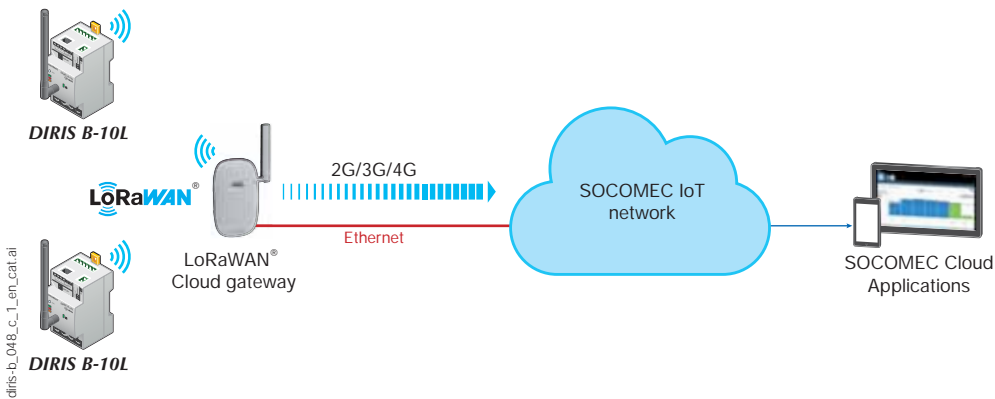 DIRIS B-10L
LoRaWAN®
2G/3G/4G
Ethernet
LoRaWAN®
Cloud gateway
SOCOMEC IoT
network
SOCOMEC Cloud
Applications
DIRIS B-10L
diris-b_048_c_1_en_cat.ai